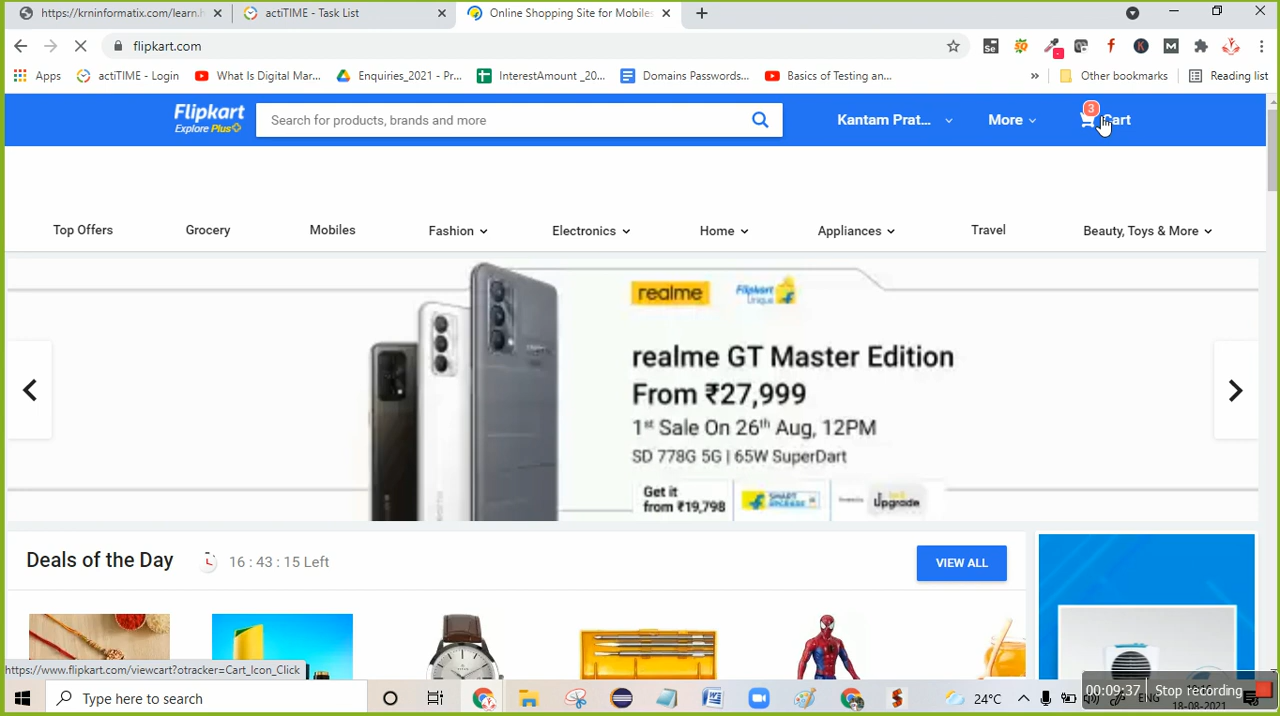 https://krninformatix.com/learn.h
actiTIME - Task List
Online Shopping Site for Mobiles
flipkart.com
Apps
actiTIME - Login
What Is Digital Mar...
Enquiries_2021 - Pr...
InterestAmount _20...
Domains Passwords...
Basics of Testing an...
»
Other bookmarks
Reading list
Flipkart
Explore Plus
Search for products, brands and more
Kantam Prat...
More
3
Cart
Top Offers
Grocery
Mobiles
Fashion
Electronics
Home
Appliances
Travel
Beauty, Toys & More
realme
Flipkart
Unique
realme GT Master Edition
From ₹27,999
1st Sale On 26th Aug, 12PM
SD 778G 5G | 65W SuperDart
Get it
from ₹19,798
SMART
UPGRADE
Upgrade
Deals of the Day
16 : 43 : 15 Left
VIEW ALL
https://www.flipkart.com/viewcart?otracker=Cart_Icon_Click
Type here to search
24°C
ENG
18-08-2021
00:09:37
Stop recording